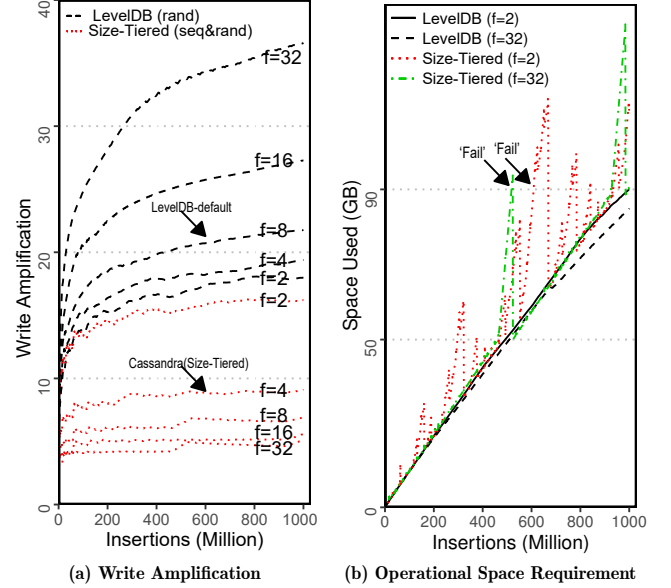 LevelDB (rand)
Size-Tiered (seq&rand)
f=32
f=16
LevelDB-default
f=8
f=4
f=2
f=2
Cassandra(Size-Tiered)
f=4
f=8
f=16
f=32
Write Amplification
40
30
20
10
0
0 200 400 600 800 1000
Insertions (Million)
(a) Write Amplification
LevelDB (f=2)
LevelDB (f=32)
Size-Tiered (f=2)
Size-Tiered (f=32)
'Fail' 'Fail'
Space Used (GB)
90
50
0
0 200 400 600 800 1000
Insertions (Million)
(b) Operational Space Requirement